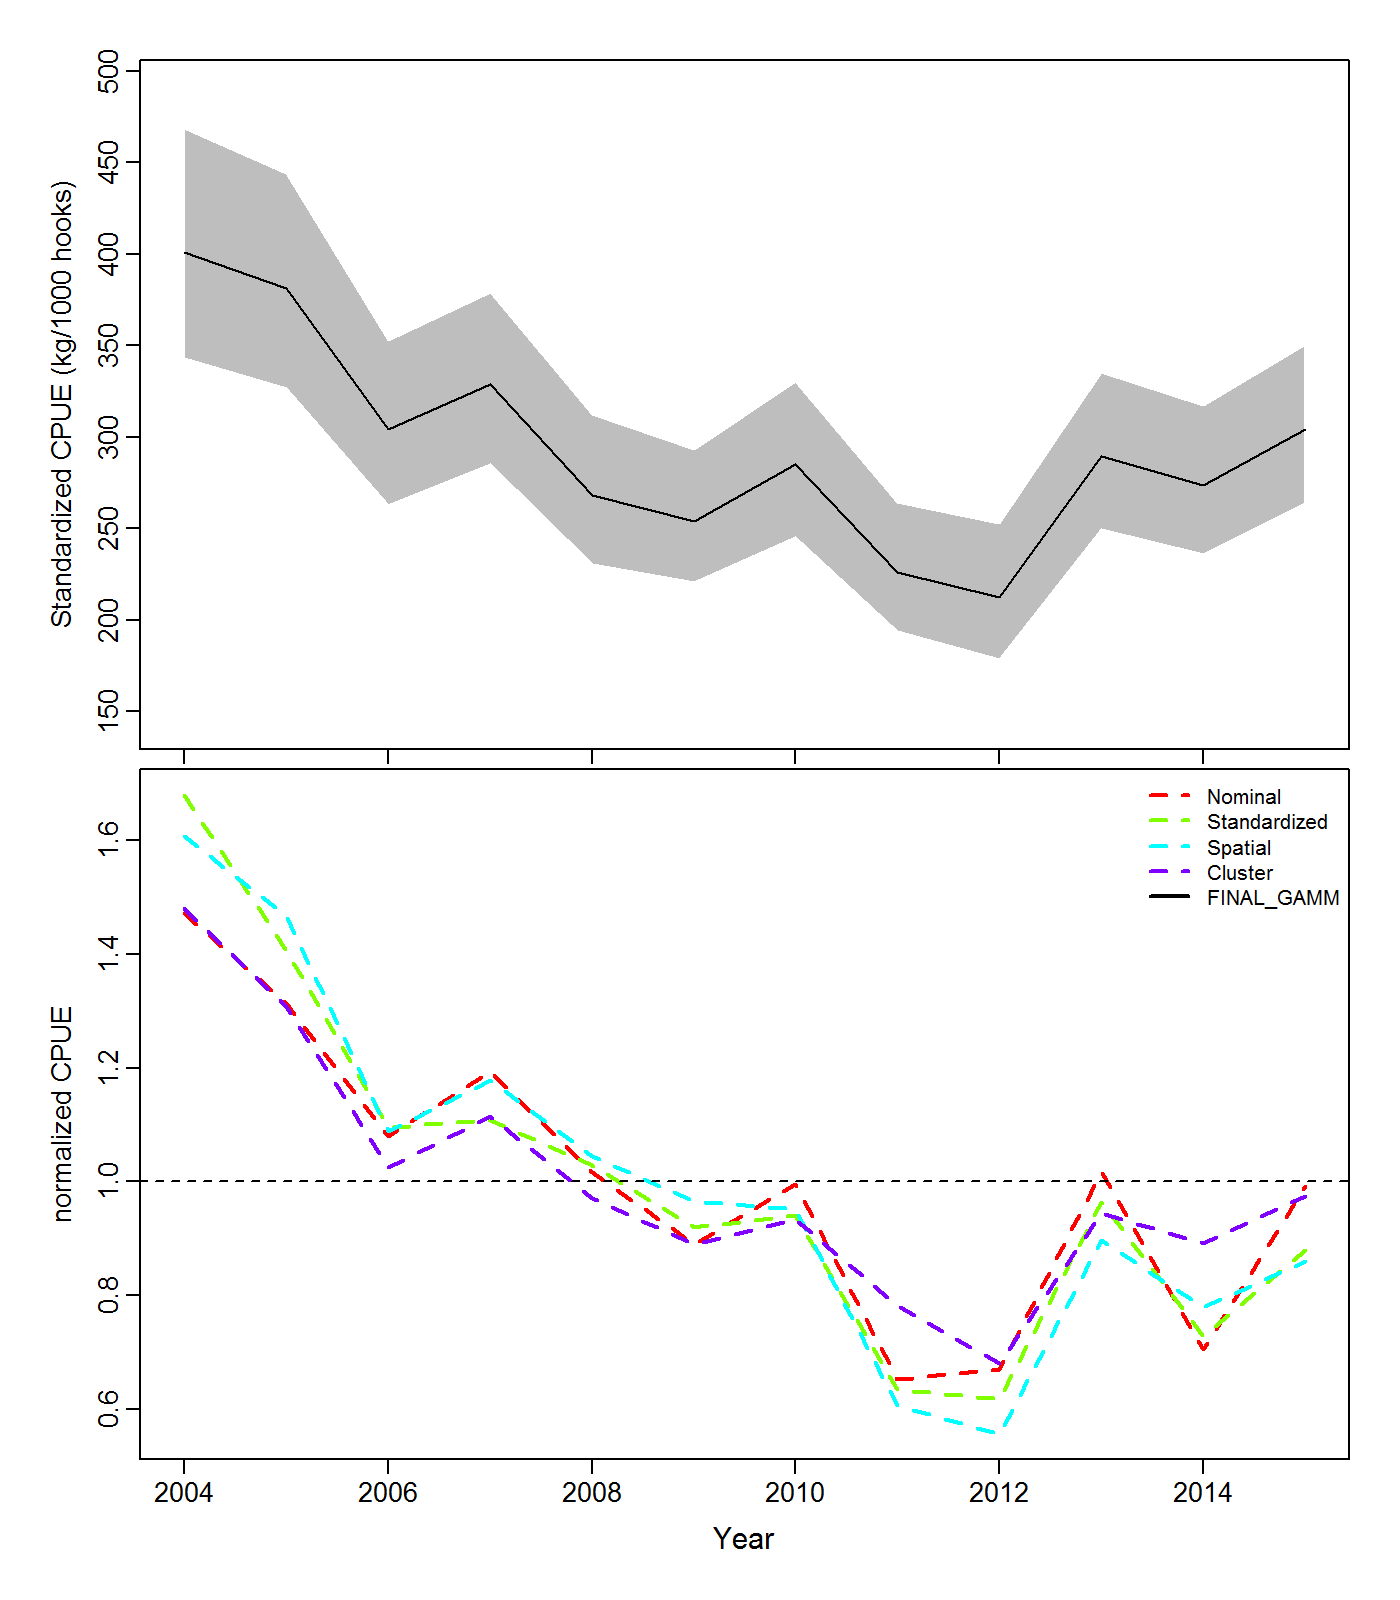 Standardized CPUE (kg/1000 hooks)
500
450
400
350
300
250
200
150
normalized CPUE
1.6
1.4
1.2
1.0
0.8
0.6
Nominal
Standardized
Spatial
Cluster
FINAL_GAMM
2004 2006 2008 2010 2012 2014
Year